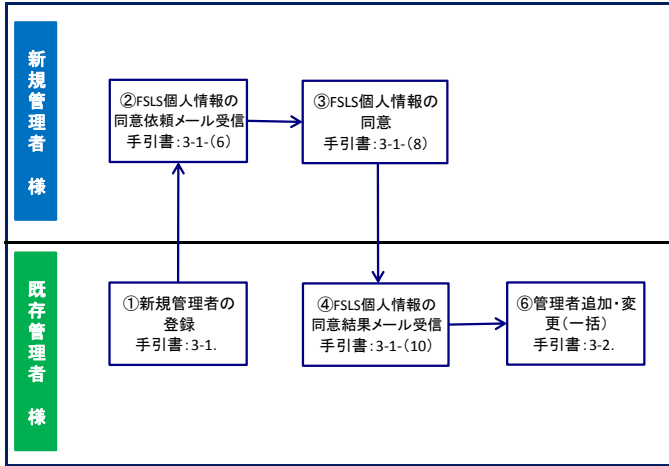 新規管理者 様
②FSLS個人情報の
同意依頼メール受信
手引書:3-1-(6)
③FSLS個人情報の
同意
手引書:3-1-(8)
既存管理者 様
①新規管理者の
登録
手引書:3-1.
④FSLS個人情報の
同意結果メール受信
手引書:3-1-(10)
⑥管理者追加・変
更(一括)
手引書:3-2.